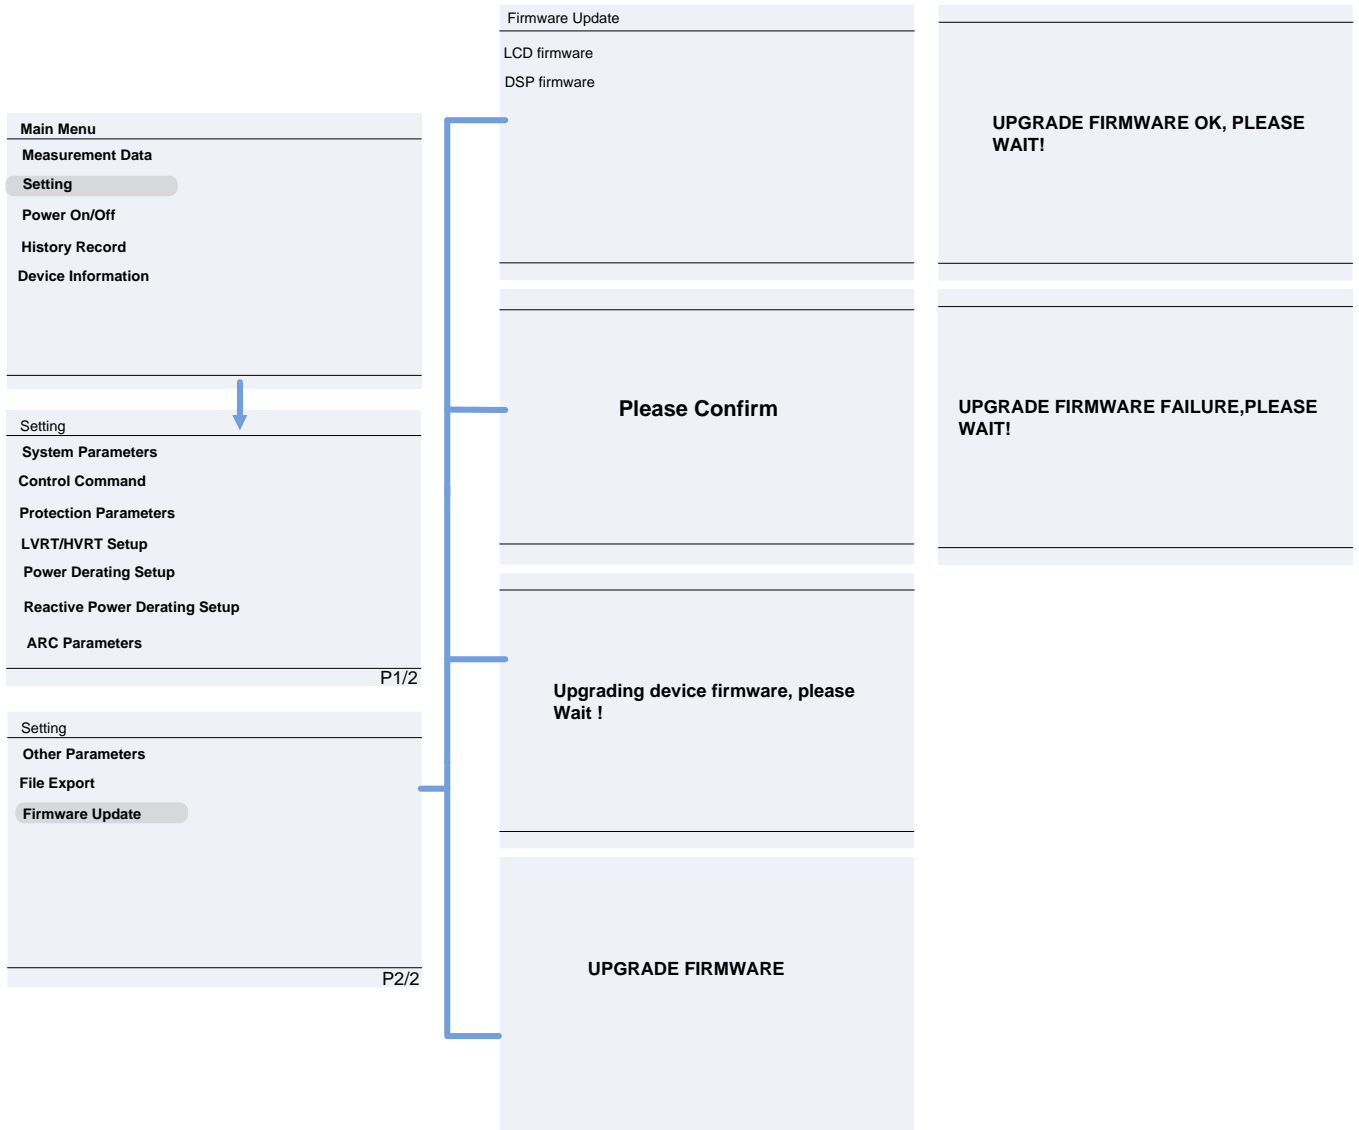 Main Menu
Measurement Data
Setting
Power On/Off
History Record
Device Information
Setting
System Parameters
Control Command
Protection Parameters
LVRT/HVRT Setup
Power Derating Setup
Reactive Power Derating Setup
ARC Parameters
P1/2
Setting
Other Parameters
File Export
Firmware Update
P2/2
Firmware Update
LCD firmware
DSP firmware
Please Confirm
Upgrading device firmware, please
Wait !
UPGRADE FIRMWARE
UPGRADE FIRMWARE OK, PLEASE
WAIT!
UPGRADE FIRMWARE FAILURE,PLEASE
WAIT!